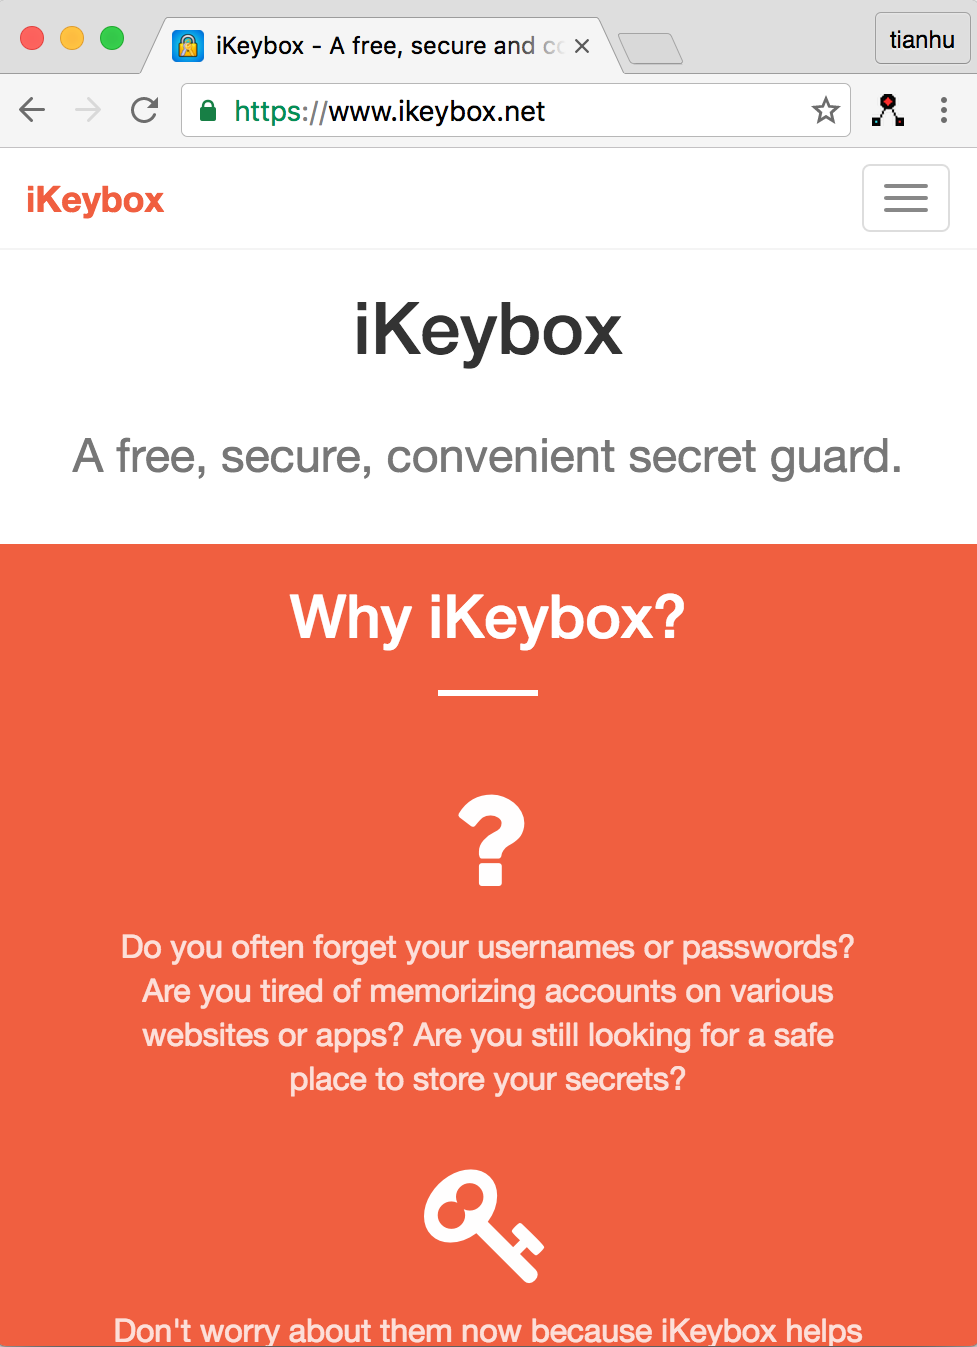 iKeybox - A free, secure and co
tianhu
https://www.ikeybox.net
iKeybox
iKeybox
A free, secure, convenient secret guard.
Why iKeybox?
Do you often forget your usernames or passwords?
Are you tired of memorizing accounts on various
websites or apps? Are you still looking for a safe
place to store your secrets?
Don't worry about them now because iKeybox helps